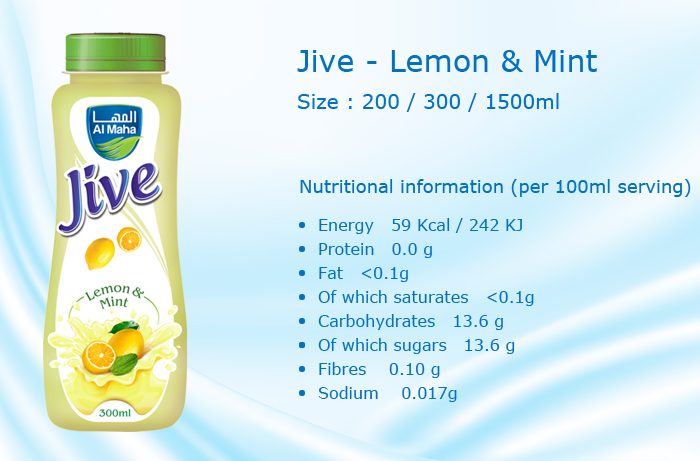 المها
Al Maha
Jive
Lemon &
Mint
300ml
Jive - Lemon & Mint
Size : 200 / 300 / 1500ml
Nutritional information (per 100ml serving)
• Energy 59 Kcal / 242 KJ
• Protein 0.0 g
• Fat <0.1g
• Of which saturates <0.1g
• Carbohydrates 13.6 g
• Of which sugars 13.6 g
• Fibres 0.10 g
• Sodium 0.017g